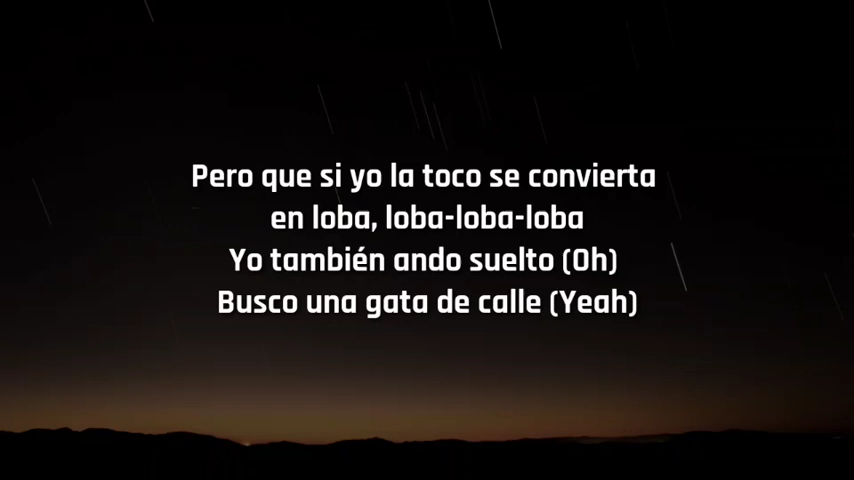 Pero que si yo la toco se convierta
en loba, loba-loba-loba
Yo también ando suelto (Oh)
Busco una gata de calle (Yeah)